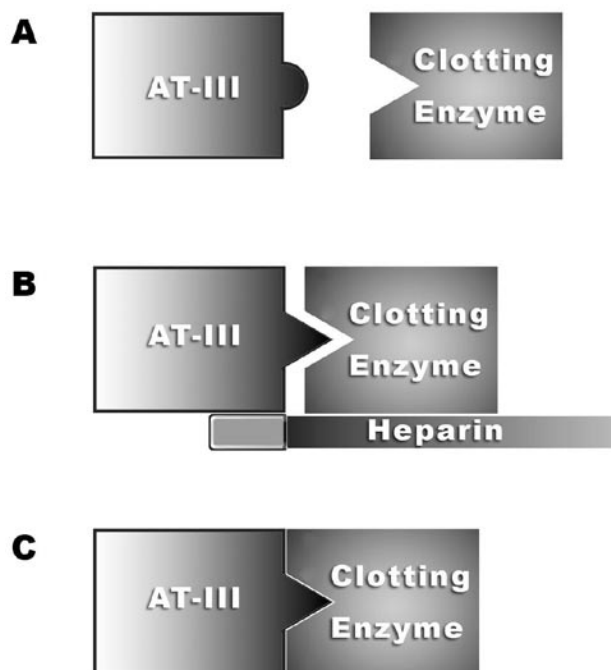 A
AT-III
Clotting
Enzyme
B
AT-III
Clotting
Enzyme
Heparin
C
AT-III
Clotting
Enzyme